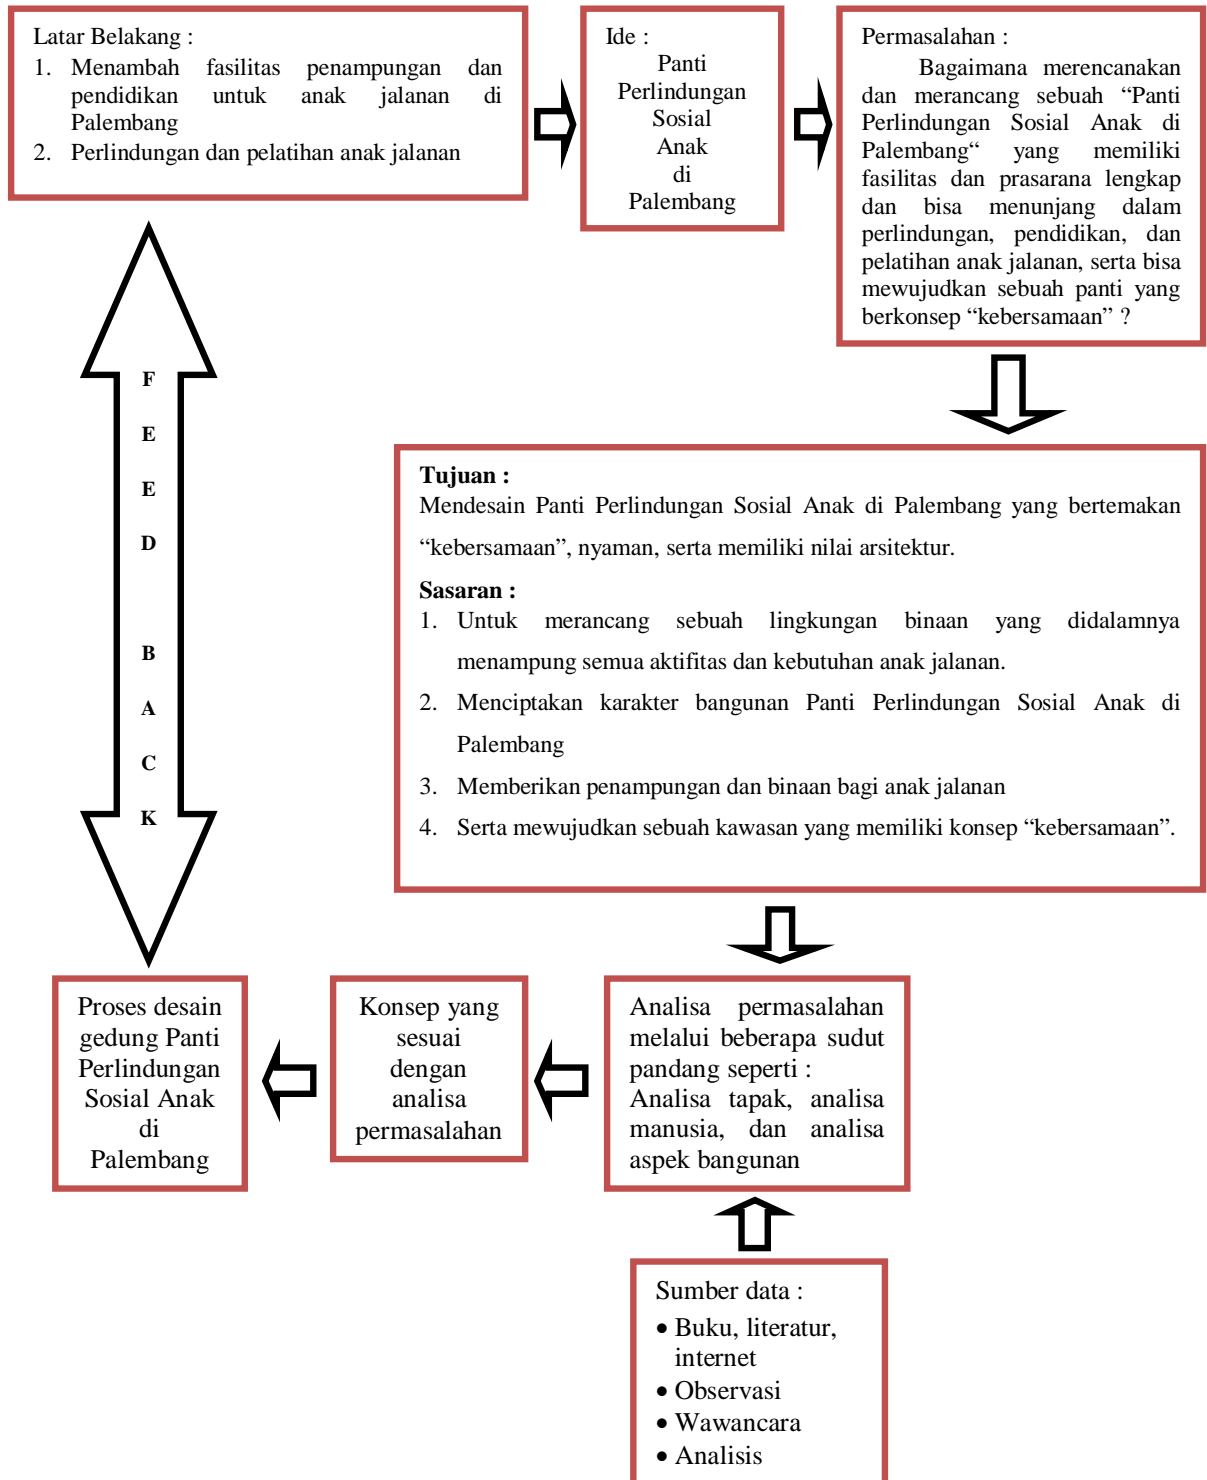 Latar Belakang :
1. Menambah fasilitas penampungan dan
pendidikan untuk anak jalanan di
Palembang
2. Perlindungan dan pelatihan anak jalanan
Ide :
Panti
Perlindungan
Sosial
Anak
di
Palembang
Permasalahan :
Bagaimana merencanakan
dan merancang sebuah “Panti
Perlindungan Sosial Anak di
Palembang“ yang memiliki
fasilitas dan prasarana lengkap
dan bisa menunjang dalam
perlindungan, pendidikan, dan
pelatihan anak jalanan, serta bisa
mewujudkan sebuah panti yang
berkonsep “kebersamaan” ?
F
E
E
D
B
A
C
K
Tujuan :
Mendesain Panti Perlindungan Sosial Anak di Palembang yang bertemakan
“kebersamaan”, nyaman, serta memiliki nilai arsitektur.
Sasaran :
1. Untuk merancang sebuah lingkungan binaan yang didalamnya
menampung semua aktifitas dan kebutuhan anak jalanan.
2. Menciptakan karakter bangunan Panti Perlindungan Sosial Anak di
Palembang
3. Memberikan penampungan dan binaan bagi anak jalanan
4. Serta mewujudkan sebuah kawasan yang memiliki konsep “kebersamaan”.
Proses desain
gedung Panti
Perlindungan
Sosial Anak
di
Palembang
Konsep yang
sesuai
dengan
analisa
permasalahan
Analisa permasalahan
melalui beberapa sudut
pandang seperti :
Analisa tapak, analisa
manusia, dan analisa
aspek bangunan
Sumber data :
• Buku, literatur,
internet
• Observasi
• Wawancara
• Analisis